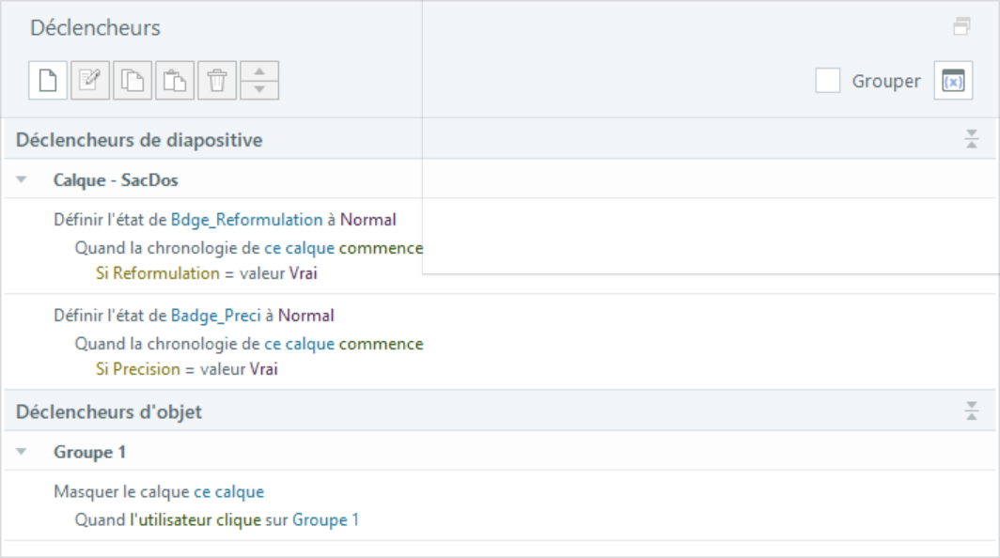 Déclencheurs
Grouper
(x)
Déclencheurs de diapositive
Calque - SacDos
Définir l'état de Bdge_Reformulation à Normal
Quand la chronologie de ce calque commence
Si Reformulation = valeur Vrai
Définir l'état de Badge_Preci à Normal
Quand la chronologie de ce calque commence
Si Precision = valeur Vrai
Déclencheurs d'objet
Groupe 1
Masquer le calque ce calque
Quand l'utilisateur clique sur Groupe 1